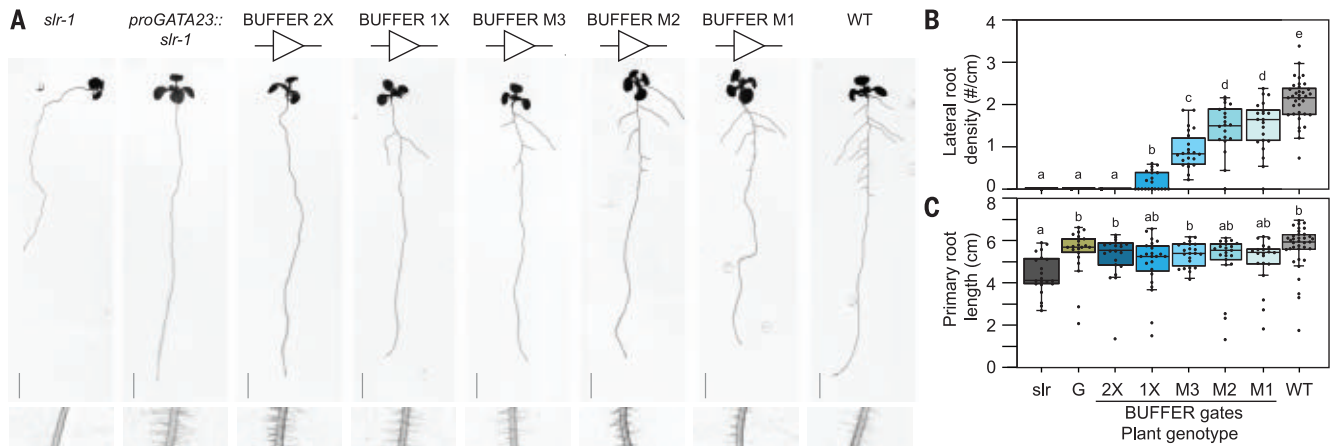 A
slr-1
proGATA23::
slr-1
BUFFER 2X
BUFFER 1X
BUFFER M3
BUFFER M2
BUFFER M1
WT
B
Lateral root
density (#/cm)
4
3
2
1
0
a
a
a
b
c
d
d
e
C
Primary root
length (cm)
8
6
4
2
0
a
b
b
ab
b
ab
ab
b
slr
G
2X
1X
M3
M2
M1
WT
BUFFER gates
Plant genotype